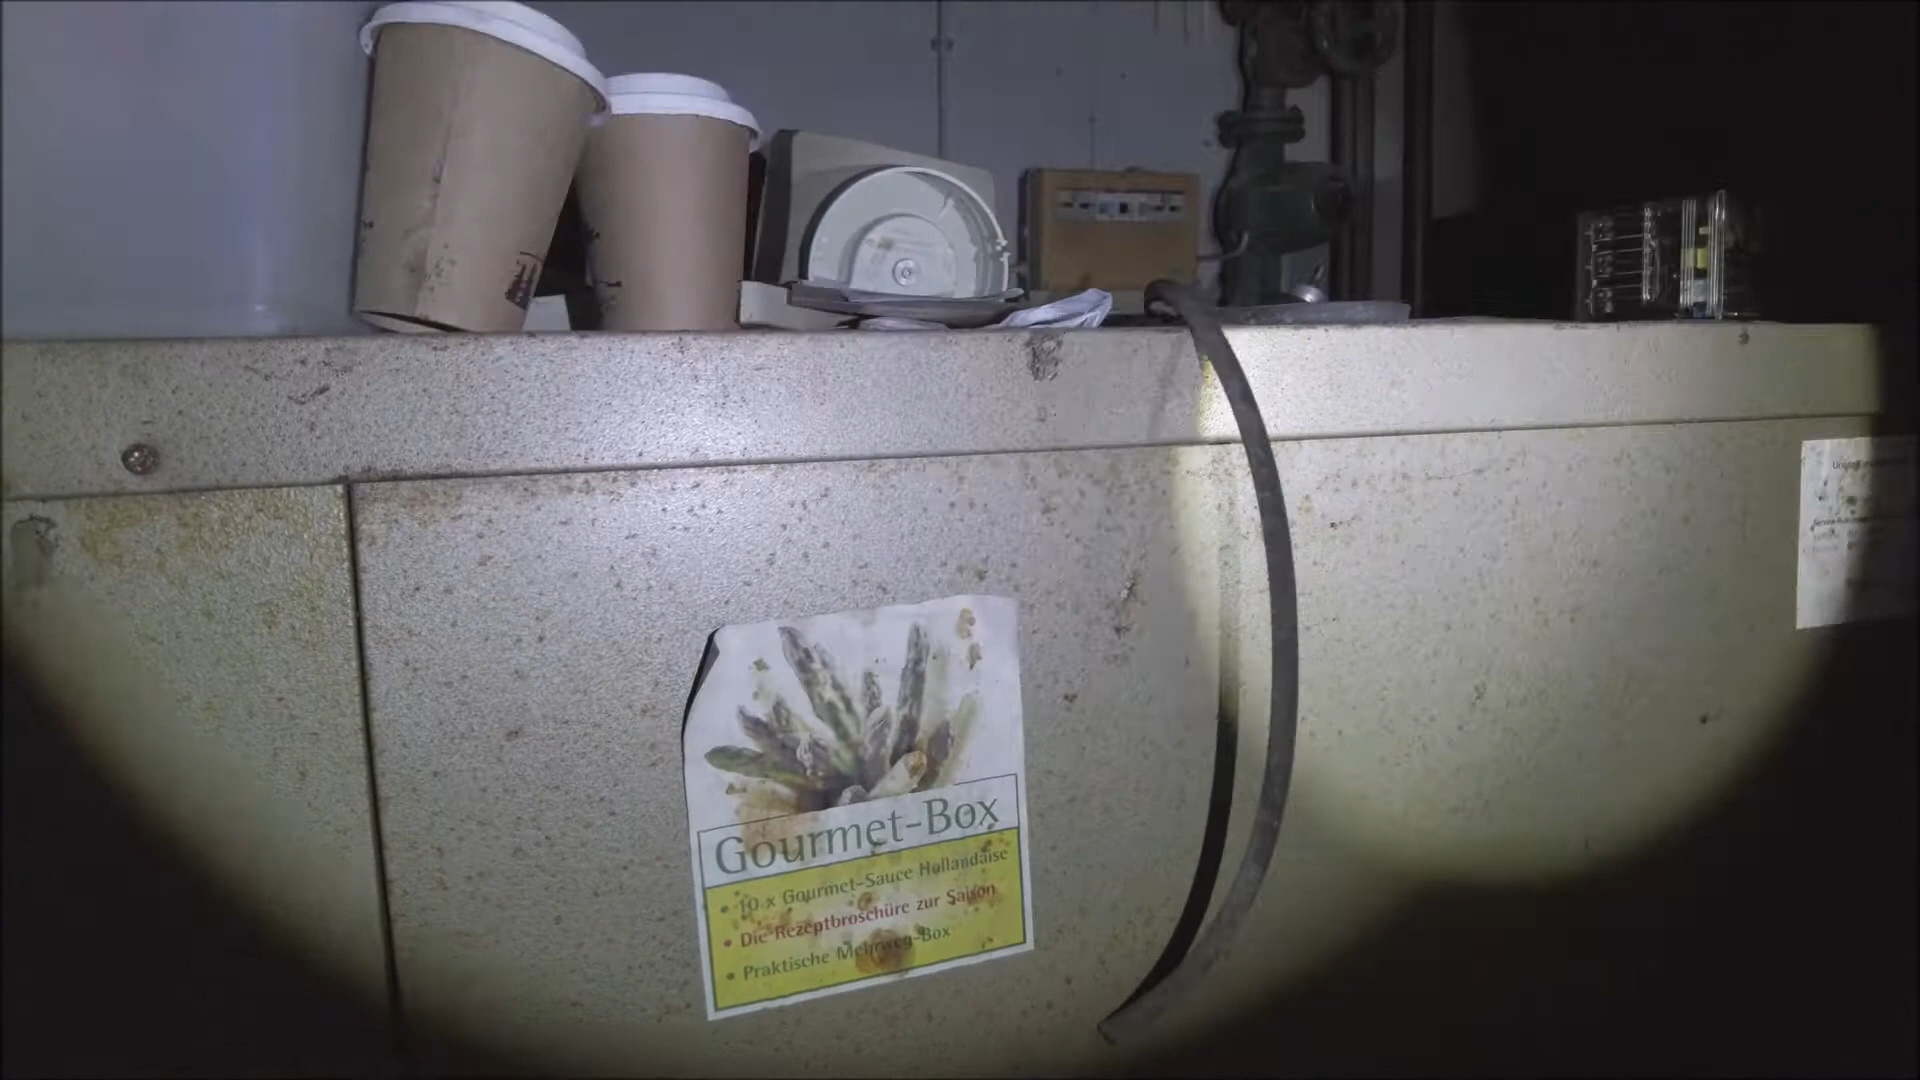 Gourmet-Box
• 10 x Gourmet-Sauce Hollandaise
• Die Rezeptbroschüre zur Saison
• Praktische Mehrweg-Box